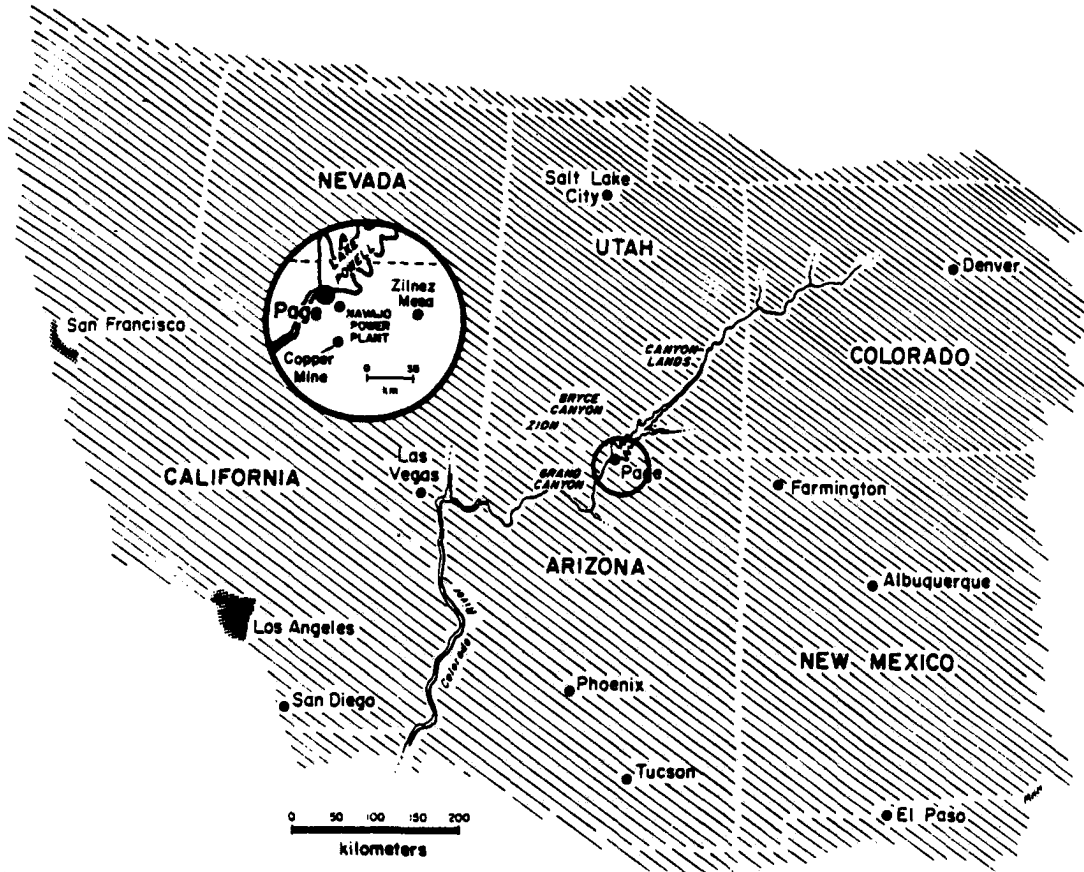 NEVADA
Salt Lake
City
UTAH
Denver
LAKE
POWELL
Zilnez
Mesa
Page
NAVAJO
POWER
PLANT
Copper
Mine
0
km
San Francisco
CANYON-
LANDS
COLORADO
BRYCE
CANYON
ZION
Las
Vegas
GRAND
CANYON
Page
CALIFORNIA
Farmington
ARIZONA
Albuquerque
Los Angeles
Colorado River
NEW MEXICO
Phoenix
San Diego
Tucson
0 50 100 150 200
kilometers
El Paso